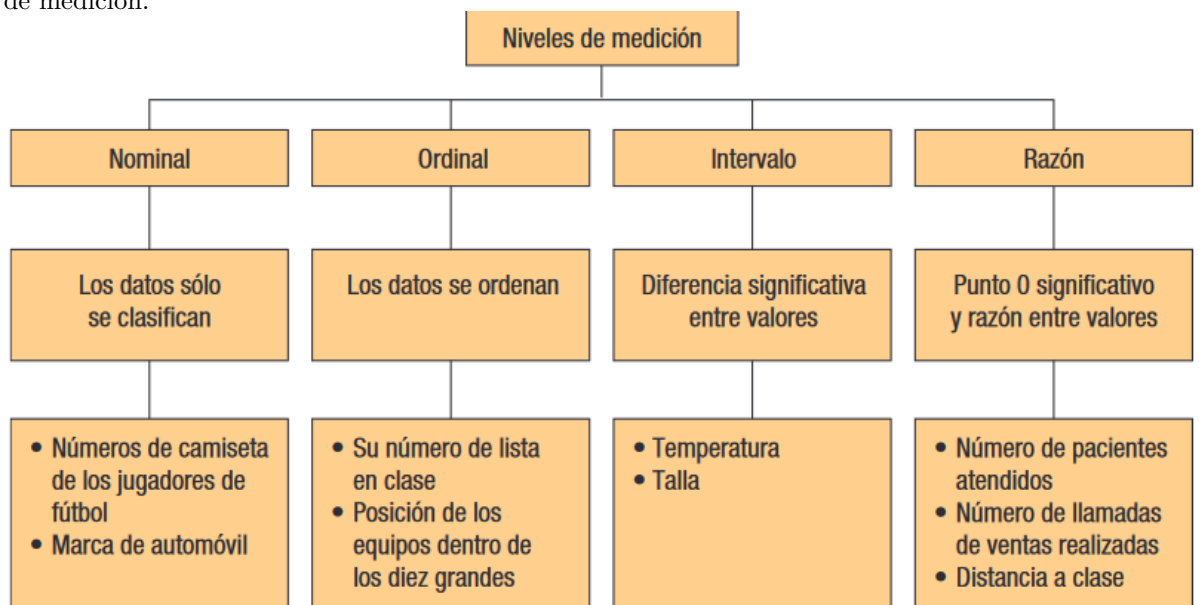 de medición.
Niveles de medición
Nominal
Ordinal
Intervalo
Razón
Los datos sólo
se clasifican
Los datos se ordenan
Diferencia significativa
entre valores
Punto 0 significativo
y razón entre valores
• Números de camiseta
de los jugadores de
fútbol
• Marca de automóvil
• Su número de lista
en clase
• Posición de los
equipos dentro de
los diez grandes
• Temperatura
• Talla
• Número de pacientes
atendidos
• Número de llamadas
de ventas realizadas
• Distancia a clase